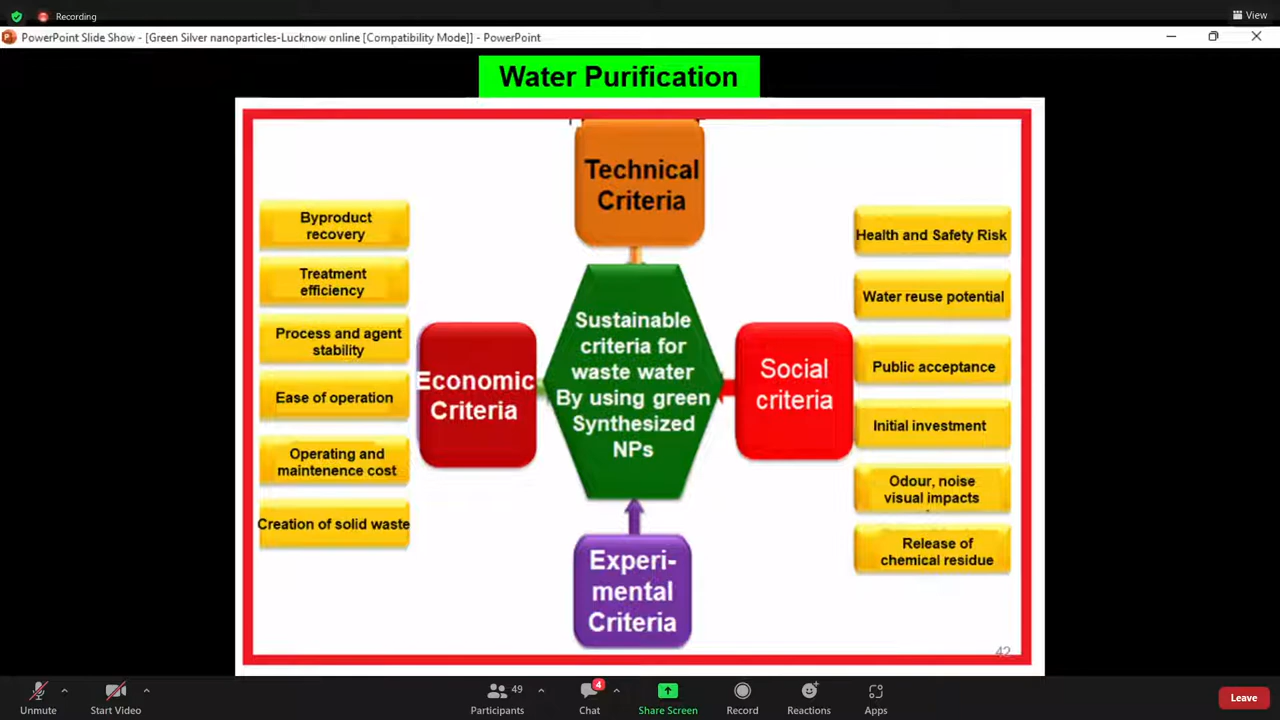 Recording
View
PowerPoint Slide Show - [Green Silver nanoparticles-Lucknow online [Compatibility Mode]] - PowerPoint
Water Purification
Technical
Criteria
Byproduct
recovery
Treatment
efficiency
Process and agent
stability
Ease of operation
Operating and
maintenence cost
Creation of solid waste
Economic
Criteria
Sustainable
criteria for
waste water
By using green
Synthesized
NPs
Social
criteria
Health and Safety Risk
Water reuse potential
Public acceptance
Initial investment
Odour, noise
visual impacts
Release of
chemical residue
Experi-
mental
Criteria
42
Unmute
Start Video
49
Participants
4
Chat
Share Screen
Record
Reactions
Apps
Leave